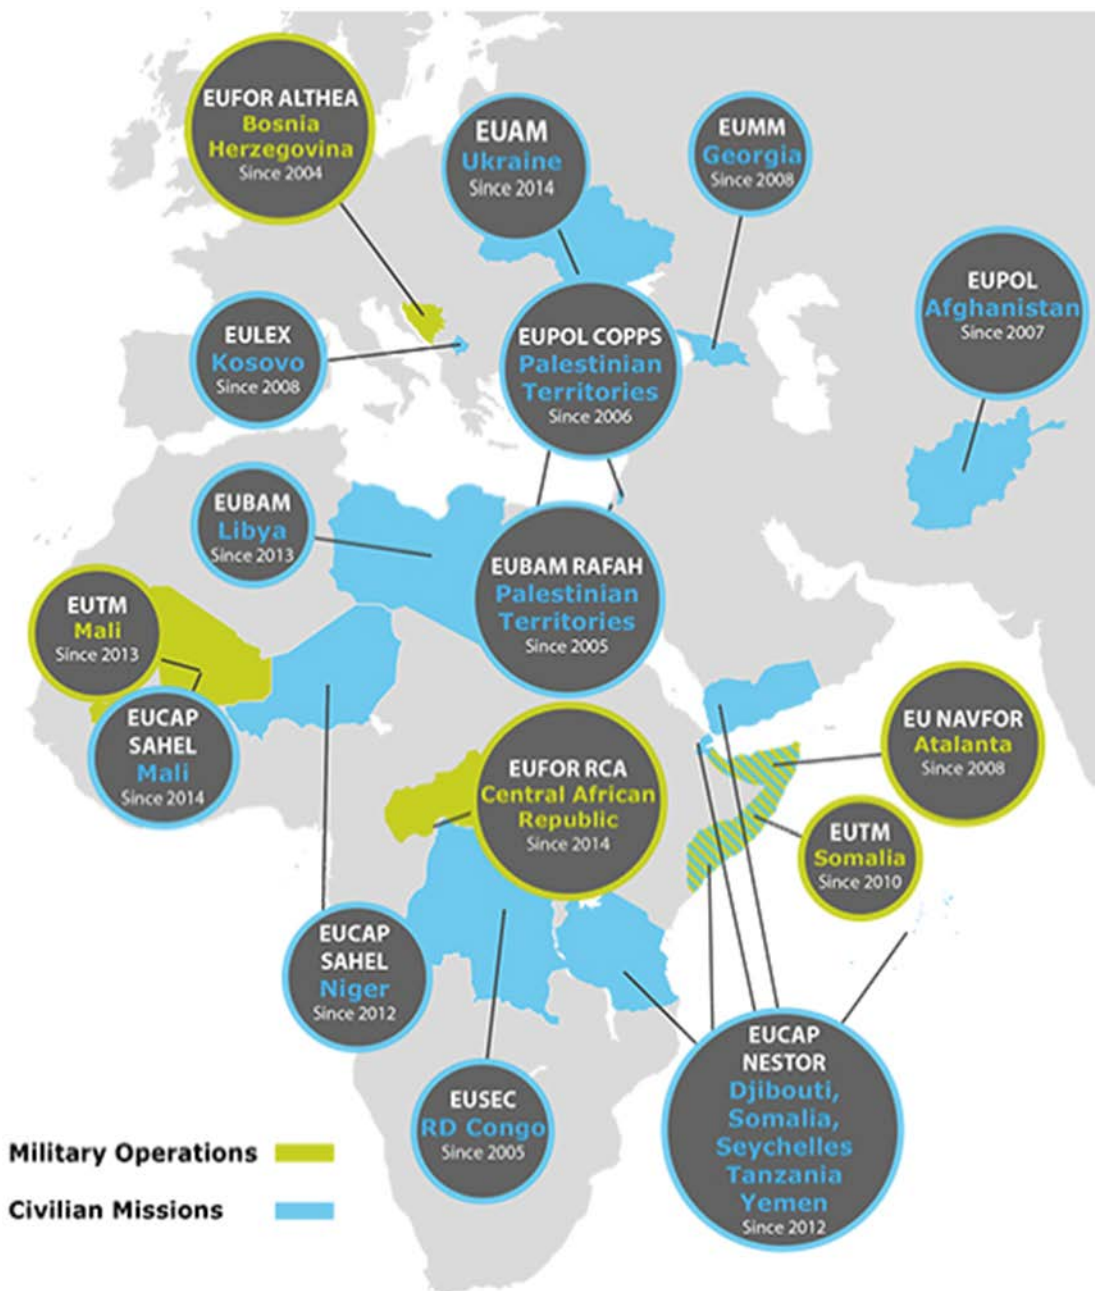 EUFOR ALTHEA
Bosnia
Herzegovina
Since 2004
EUAM
Ukraine
Since 2014
EUMM
Georgia
Since 2008
EUPOL
Afghanistan
Since 2007
EULEX
Kosovo
Since 2008
EUPOL COPPS
Palestinian
Territories
Since 2006
EUBAM
Libya
Since 2013
EUBAM RAFAH
Palestinian
Territories
Since 2005
EUTM
Mali
Since 2013
EUCAP
SAHEL
Mali
Since 2014
EUFOR RCA
Central African
Republic
Since 2014
EU NAVFOR
Atalanta
Since 2008
EUTM
Somalia
Since 2010
EUCAP
SAHEL
Niger
Since 2012
EUSEC
RD Congo
Since 2005
EUCAP
NESTOR
Djibouti,
Somalia,
Seychelles
Tanzania
Yemen
Since 2012
Military Operations
Civilian Missions